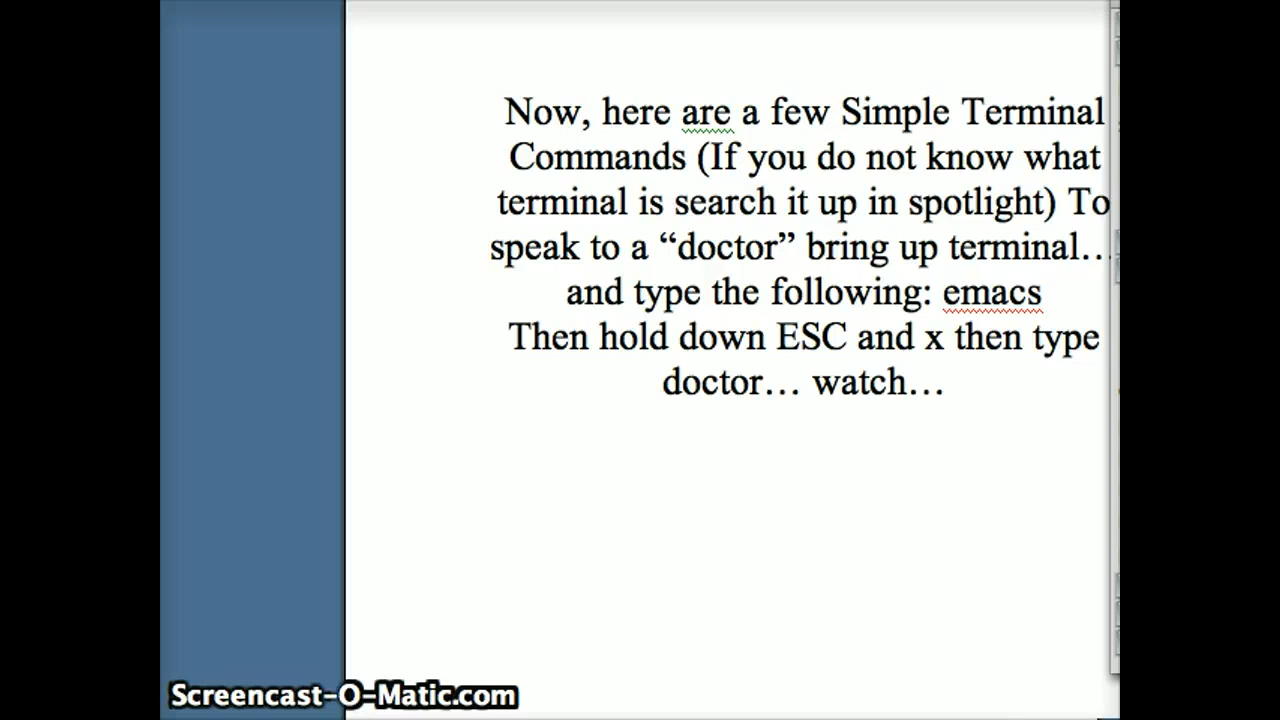 Now, here are a few Simple Terminal
Commands (If you do not know what
terminal is search it up in spotlight) To
speak to a “doctor” bring up terminal…
and type the following: emacs
Then hold down ESC and x then type
doctor… watch…
Screencast-O-Matic.com